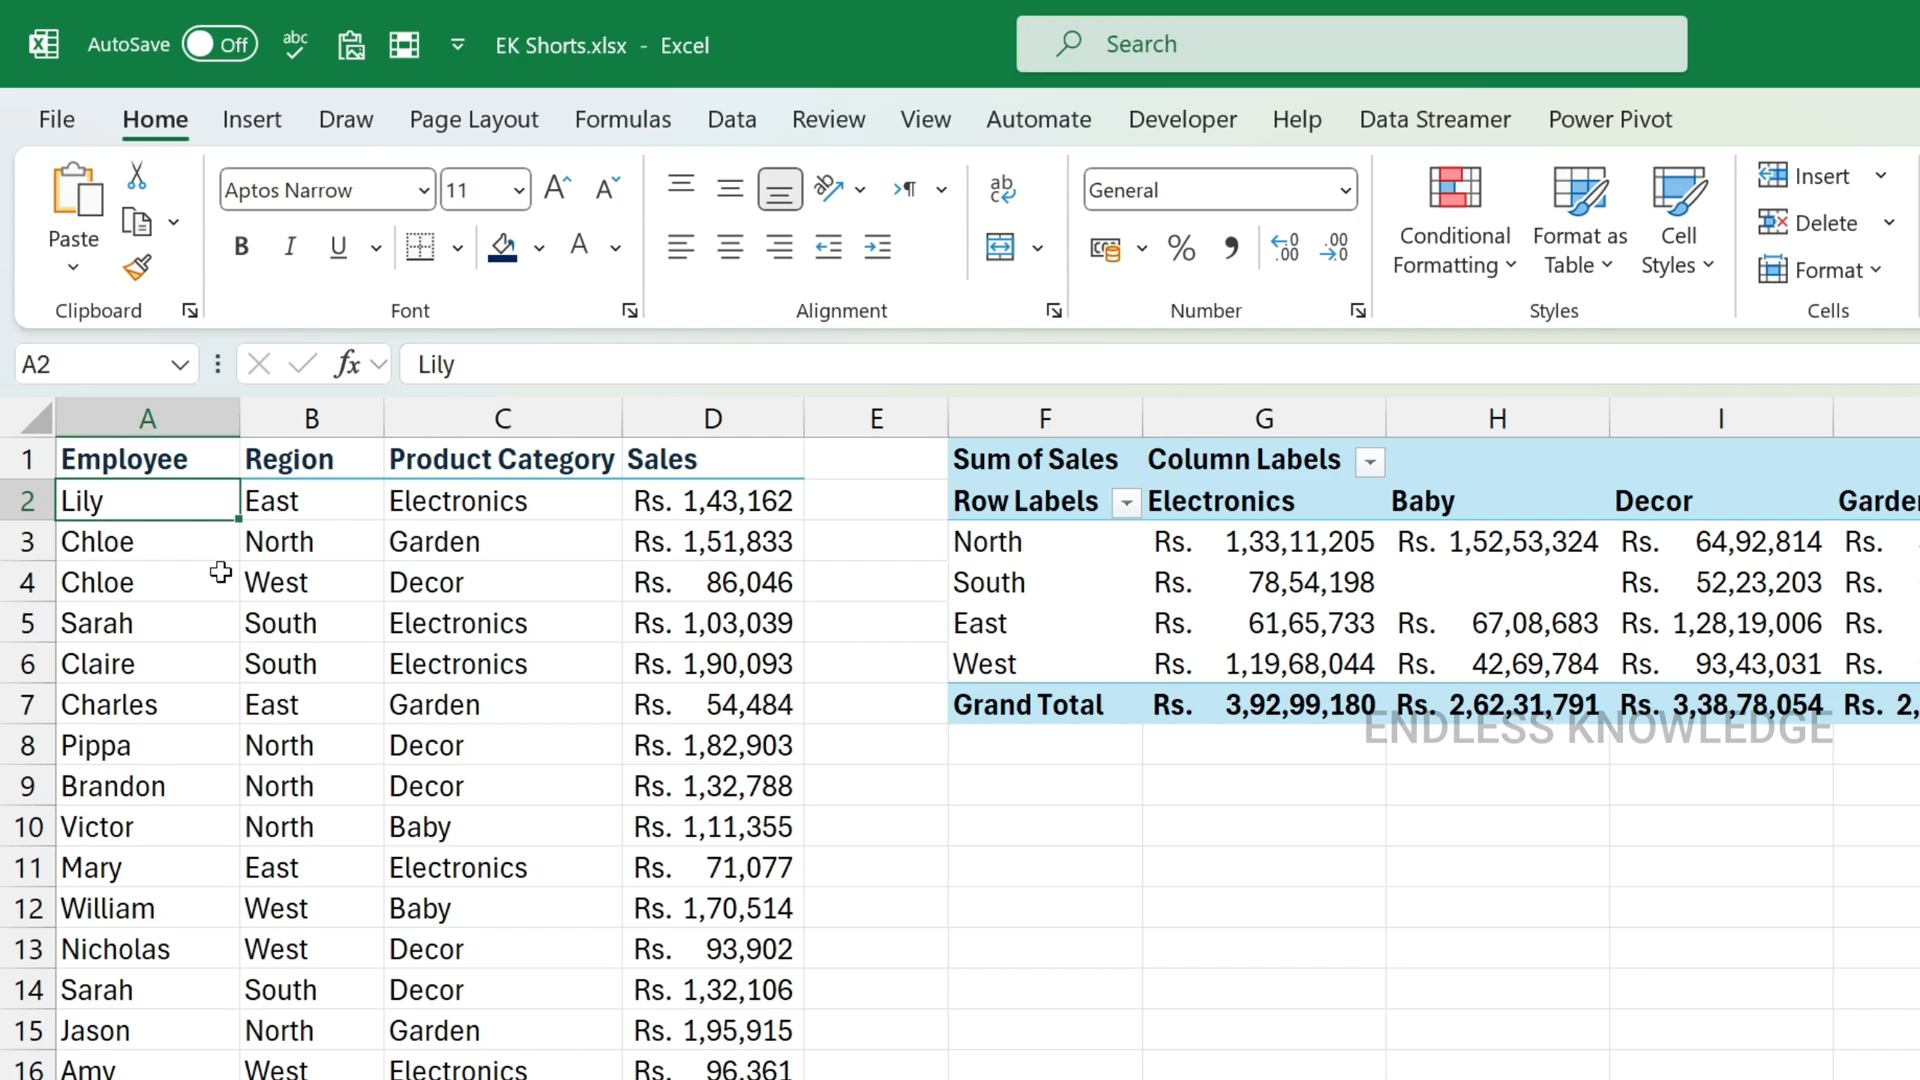 AutoSave Off abc EK Shorts.xlsx - Excel Search
File Home Insert Draw Page Layout Formulas Data Review View Automate Developer Help Data Streamer Power Pivot
Paste Aptos Narrow 11 A A ab c General Conditional Formatting Format as Table Cell Styles Insert
B I U A % , .00 .00 Delete
Format
Clipboard Font Alignment Number Styles Cells
A2 fx Lily
A B C D E F G H I
1 Employee Region Product Category Sales Sum of Sales Column Labels
2 Lily East Electronics Rs. 1,43,162 Row Labels Electronics Baby Decor
3 Chloe North Garden Rs. 1,51,833 North Rs. 1,33,11,205 Rs. 1,52,53,324 Rs. 64,92,814 Rs.
4 Chloe West Decor Rs. 86,046 South Rs. 78,54,198 Rs. 52,23,203 Rs.
5 Sarah South Electronics Rs. 1,03,039 East Rs. 61,65,733 Rs. 67,08,683 Rs. 1,28,19,006 Rs.
6 Claire South Electronics Rs. 1,90,093 West Rs. 1,19,68,044 Rs. 42,69,784 Rs. 93,43,031 Rs.
7 Charles East Garden Rs. 54,484 Grand Total Rs. 3,92,99,180 Rs. 2,62,31,791 Rs. 3,38,78,054 Rs. 2,
ENDLESS KNOWLEDGE
8 Pippa North Decor Rs. 1,82,903
9 Brandon North Decor Rs. 1,32,788
10 Victor North Baby Rs. 1,11,355
11 Mary East Electronics Rs. 71,077
12 William West Baby Rs. 1,70,514
13 Nicholas West Decor Rs. 93,902
14 Sarah South Decor Rs. 1,32,106
15 Jason North Garden Rs. 1,95,915
16 Amy West Electronics Rs. 96,361